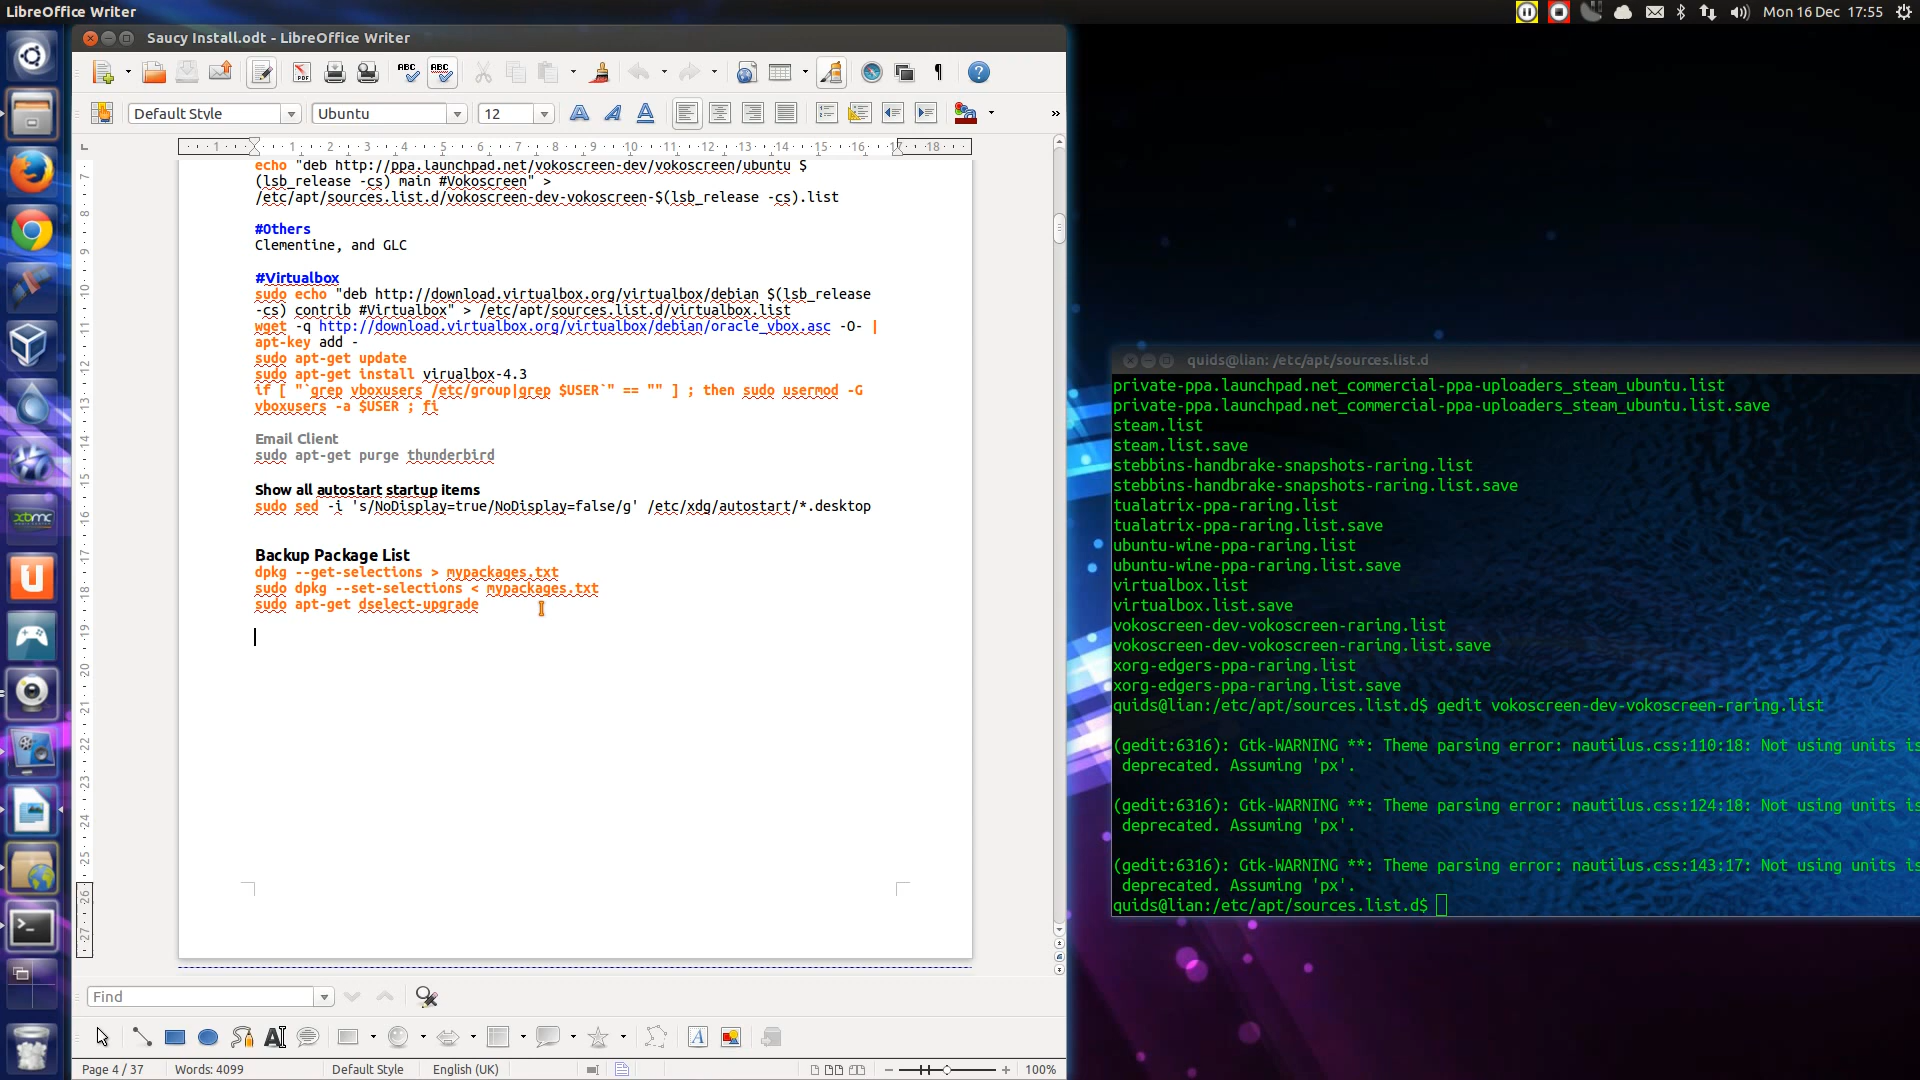 LibreOffice Writer
Mon 16 Dec 17:55
Saucy Install.odt - LibreOffice Writer
Default Style
Ubuntu
12
echo "deb http://ppa.launchpad.net/vokoscreen-dev/vokoscreen/ubuntu $
(lsb_release -cs) main #Vokoscreen" >
/etc/apt/sources.list.d/vokoscreen-dev-vokoscreen-$(lsb_release -cs).list
#Others
Clementine, and GLC
#Virtualbox
sudo echo "deb http://download.virtualbox.org/virtualbox/debian $(lsb_release
-cs) contrib #Virtualbox" > /etc/apt/sources.list.d/virtualbox.list
wget -q http://download.virtualbox.org/virtualbox/debian/oracle_vbox.asc -O- |
apt-key add -
sudo apt-get update
sudo apt-get install virualbox-4.3
if [ "`grep vboxusers /etc/group|grep $USER`" == "" ] ; then sudo usermod -G
vboxusers -a $USER ; fi
Email Client
sudo apt-get purge thunderbird
Show all autostart startup items
sudo sed -i 's/NoDisplay=true/NoDisplay=false/g' /etc/xdg/autostart/*.desktop
Backup Package List
dpkg --get-selections > mypackages.txt
sudo dpkg --set-selections < mypackages.txt
sudo apt-get dselect-upgrade
Find
Page 4 / 37
Words: 4099
Default Style
English (UK)
100%
quids@lian: /etc/apt/sources.list.d
private-ppa.launchpad.net_commercial-ppa-uploaders_steam_ubuntu.list
private-ppa.launchpad.net_commercial-ppa-uploaders_steam_ubuntu.list.save
steam.list
steam.list.save
stebbins-handbrake-snapshots-raring.list
stebbins-handbrake-snapshots-raring.list.save
tualatrix-ppa-raring.list
tualatrix-ppa-raring.list.save
ubuntu-wine-ppa-raring.list
ubuntu-wine-ppa-raring.list.save
virtualbox.list
virtualbox.list.save
vokoscreen-dev-vokoscreen-raring.list
vokoscreen-dev-vokoscreen-raring.list.save
xorg-edgers-ppa-raring.list
xorg-edgers-ppa-raring.list.save
quids@lian:/etc/apt/sources.list.d$ gedit vokoscreen-dev-vokoscreen-raring.list
(gedit:6316): Gtk-WARNING **: Theme parsing error: nautilus.css:110:18: Not using units is
deprecated. Assuming 'px'.
(gedit:6316): Gtk-WARNING **: Theme parsing error: nautilus.css:124:18: Not using units is
deprecated. Assuming 'px'.
(gedit:6316): Gtk-WARNING **: Theme parsing error: nautilus.css:143:17: Not using units is
deprecated. Assuming 'px'.
quids@lian:/etc/apt/sources.list.d$